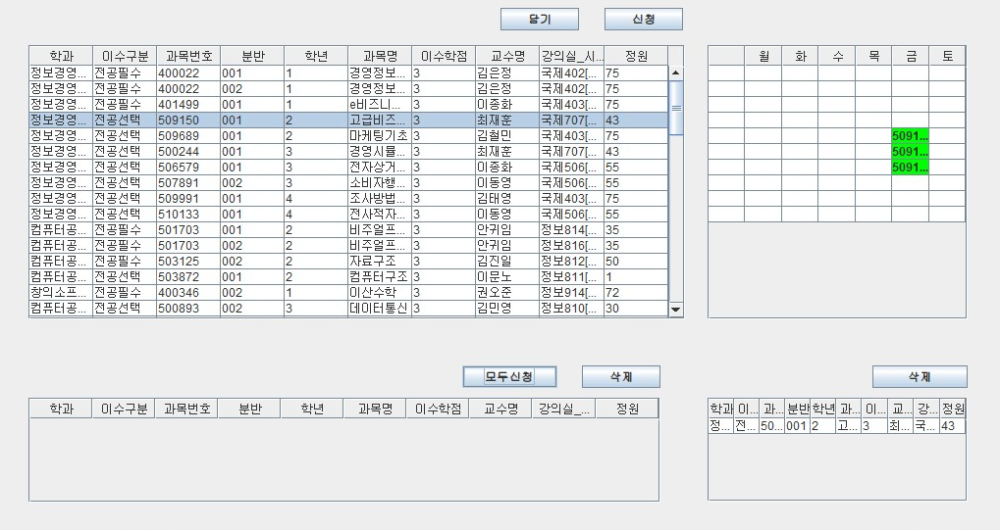 담기 신청
학과 이수구분 과목번호 분반 학년 과목명 이수학점 교수명 강의실_시... 정원
정보경영... 전공필수 400022 001 1 경영정보... 3 김은정 국제402[... 75
정보경영... 전공필수 400022 002 1 경영정보... 3 김은정 국제402[... 75
정보경영... 전공필수 401499 001 1 e비즈니... 3 이종화 국제403[... 75
정보경영... 전공선택 509150 001 2 고급비즈... 3 최재훈 국제707[... 43
정보경영... 전공선택 509689 001 2 마케팅기초 3 김철민 국제403[... 75
정보경영... 전공선택 500244 001 3 경영시뮬... 3 최재훈 국제707[... 43
정보경영... 전공선택 506579 001 3 전자상거... 3 이종화 국제506[... 55
정보경영... 전공선택 507891 002 3 소비자행... 3 이동영 국제506[... 55
정보경영... 전공선택 509991 001 4 조사방법... 3 김태영 국제403[... 75
정보경영... 전공선택 510133 001 4 전사적자... 3 이동영 국제506[... 55
컴퓨터공... 전공선택 501703 001 2 비주얼프... 3 안귀임 정보814[... 35
컴퓨터공... 전공선택 501703 002 2 비주얼프... 3 안귀임 정보816[... 35
컴퓨터공... 전공필수 503125 002 2 자료구조 3 김진일 정보812[... 50
컴퓨터공... 전공선택 503872 001 2 컴퓨터구조 3 이문노 정보811[... 1
창의소프... 전공필수 400346 002 1 이산수학 3 권오준 정보914[... 72
컴퓨터공... 전공선택 500893 002 3 데이터통신 3 김민영 정보810[... 30
월 화 수 목 금 토
5091...
5091...
5091...
모두신청 삭제
학과 이수구분 과목번호 분반 학년 과목명 이수학점 교수명 강의실_... 정원
삭제
학과 이... 과... 분반 학년 과... 이... 교... 강... 정원
정... 전... 50... 001 2 고... 3 최... 국... 43